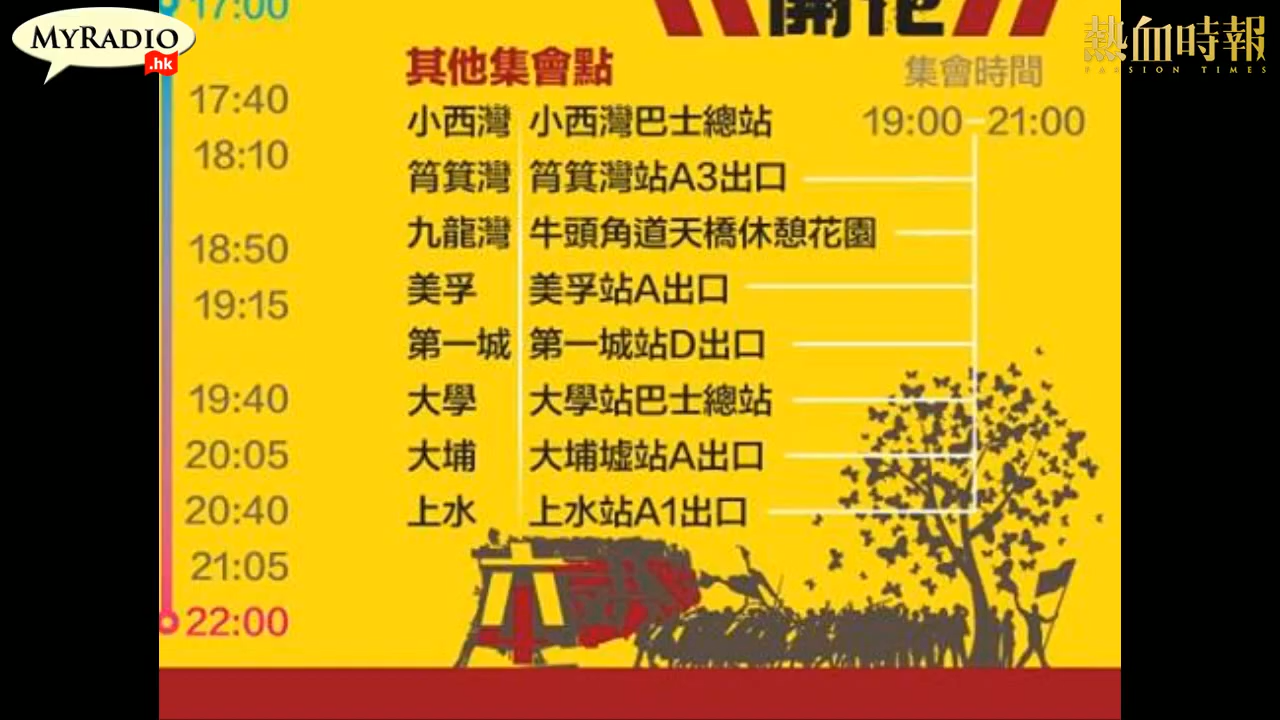 MyRadio
.hk
熱血時報
PASSION TIMES
開花
17:00
17:40
18:10
18:50
19:15
19:40
20:05
20:40
21:05
22:00
其他集會點
集會時間
小西灣 小西灣巴士總站 19:00 21:00
筲箕灣 筲箕灣站A3出口
九龍灣 牛頭角道天橋休憩花園
美孚 美孚站A出口
第一城 第一城站D出口
大學 大學站巴士總站
大埔 大埔墟站A出口
上水 上水站A1出口